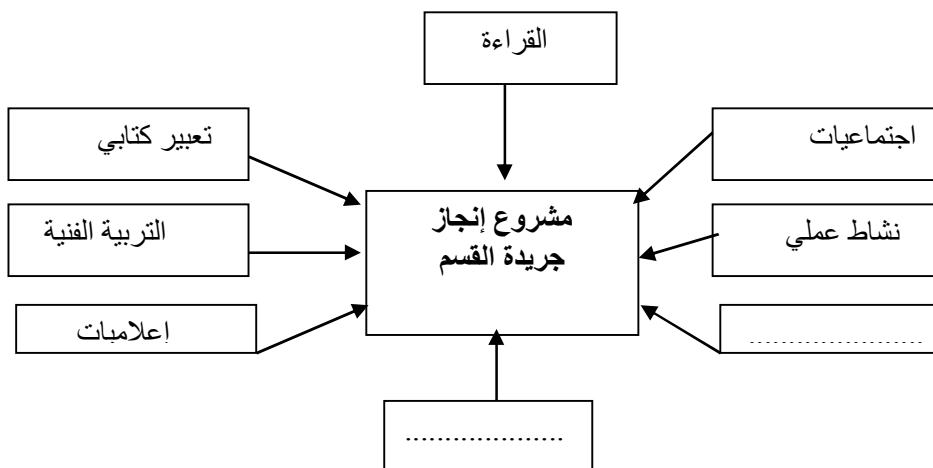 القراءة
اجتماعيات
تعبير كتابي
مشروع إنجاز
جريدة القسم
نشاط عملي
التربية الفنية
.....................
إعلاميات
....................